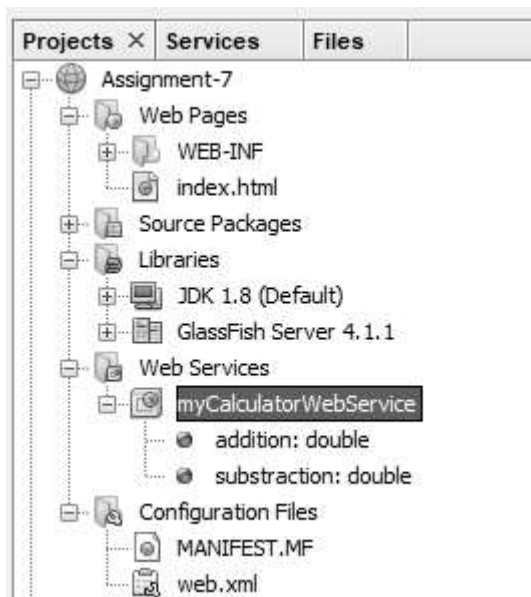 Projects × Services Files
Assignment-7
Web Pages
WEB-INF
index.html
Source Packages
Libraries
JDK 1.8 (Default)
GlassFish Server 4.1.1
Web Services
myCalculatorWebService
addition: double
substraction: double
Configuration Files
MANIFEST.MF
web.xml